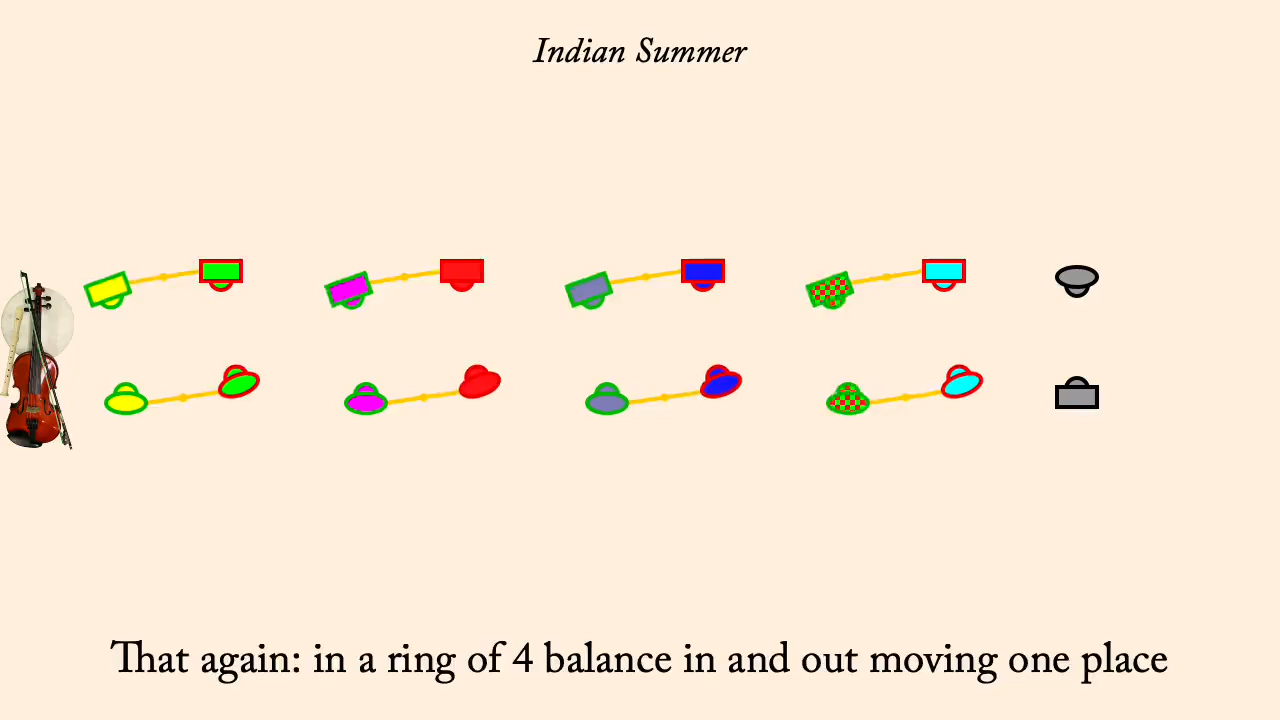 Indian Summer
That again: in a ring of 4 balance in and out moving one place